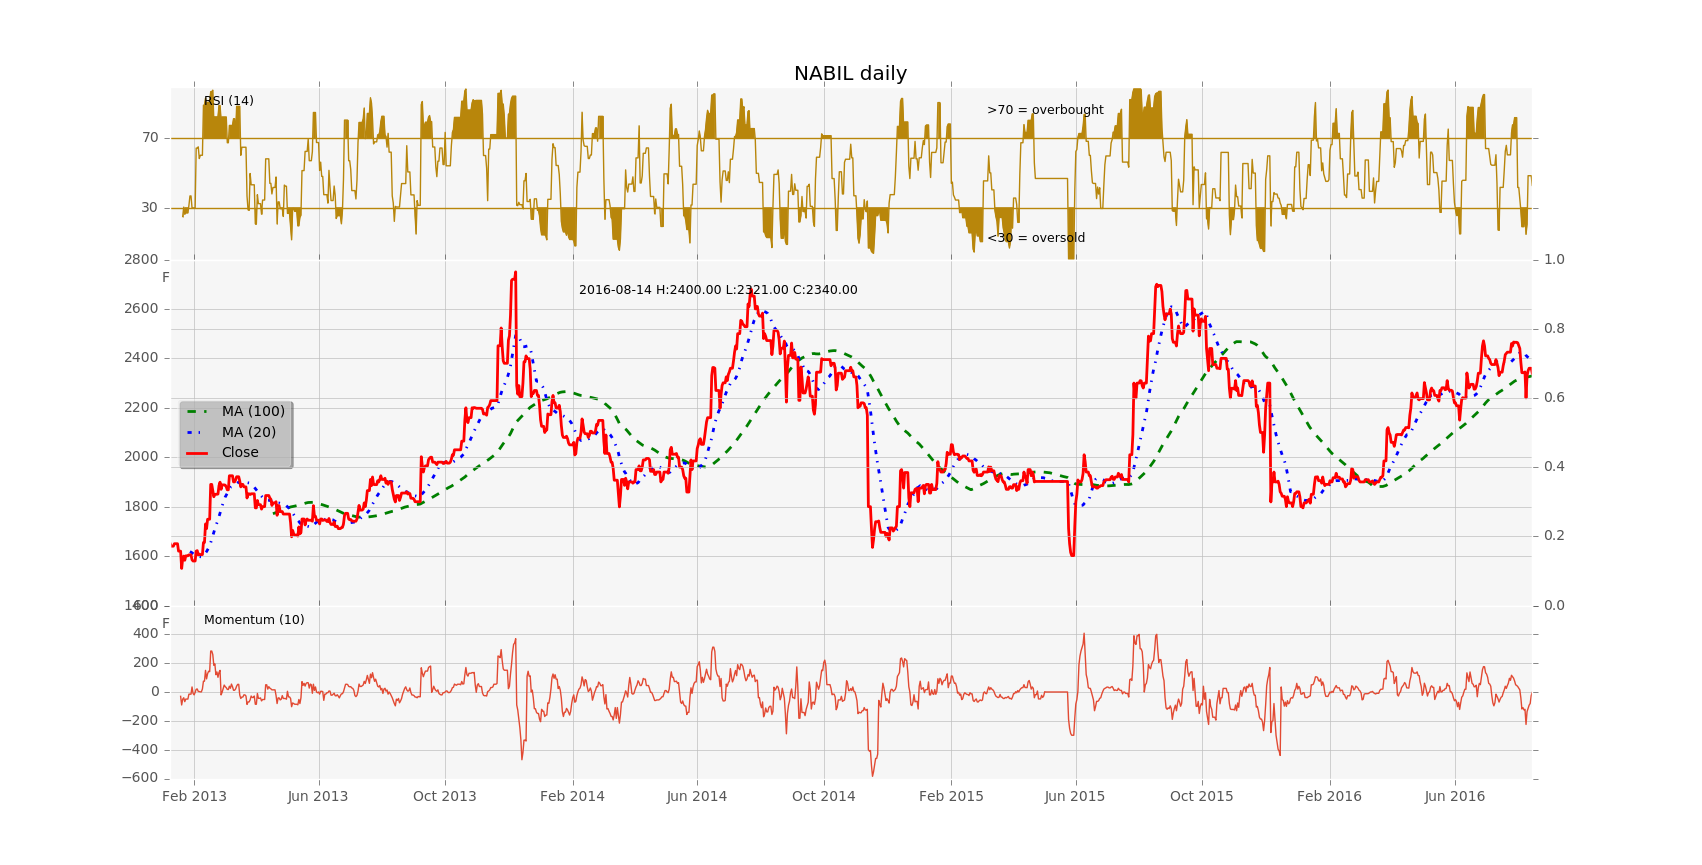 NABIL daily
RSI (14)
>70 = overbought
70
30
<30 = oversold
2800
1.0
F
2016-08-14 H:2400.00 L:2321.00 C:2340.00
2600
0.8
2400
2200
0.6
MA (100)
MA (20)
Close
2000
0.4
1800
0.2
1600
1400
600
0.0
F
Momentum (10)
400
200
0
−200
−400
−600
Feb 2013 Jun 2013 Oct 2013 Feb 2014 Jun 2014 Oct 2014 Feb 2015 Jun 2015 Oct 2015 Feb 2016 Jun 2016